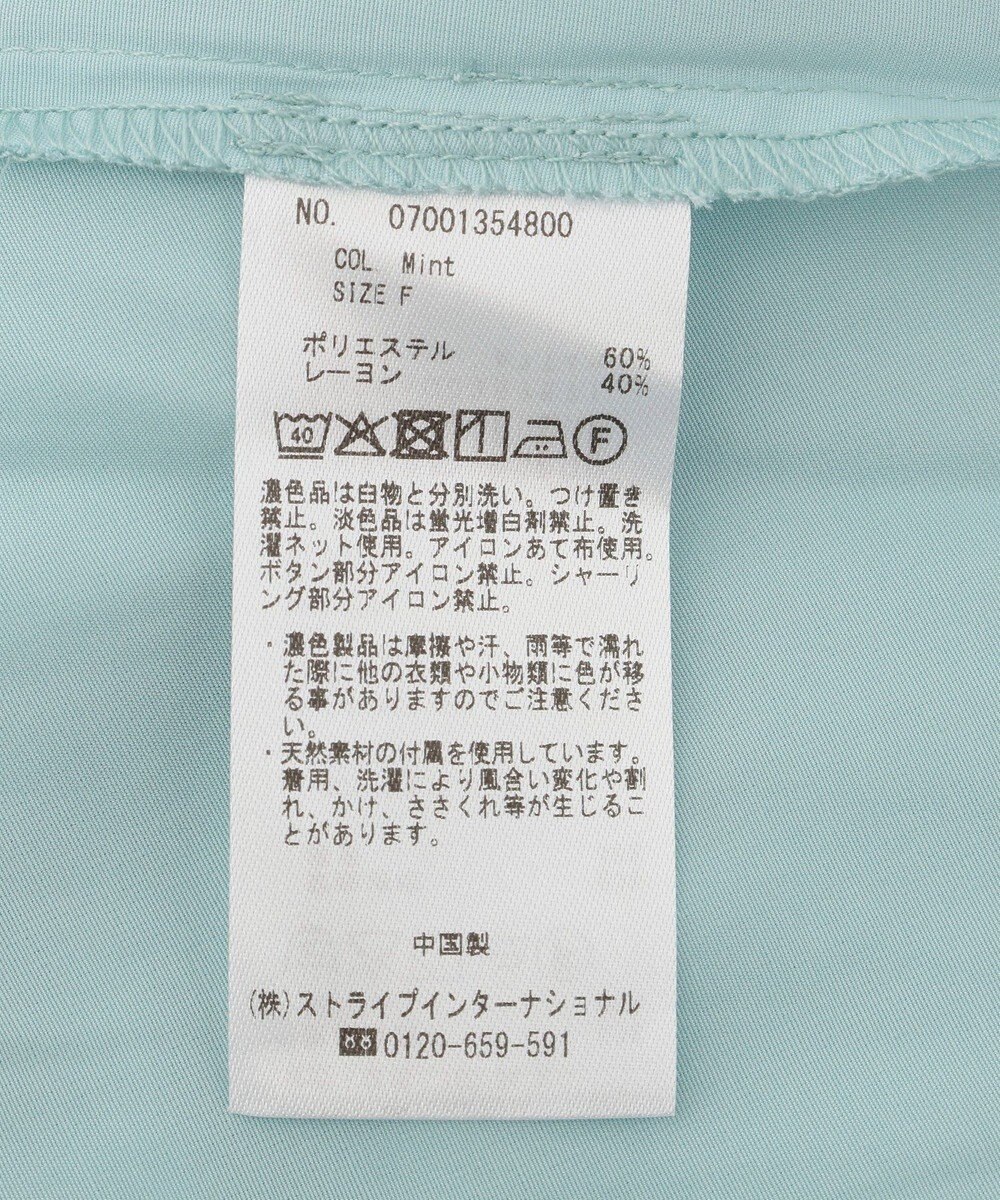 NO. 07001354800
COL Mint
SIZE F
ポリエステル 60%
レーヨン 40%
40 F
濃色品は白物と分別洗い。つけ置き
禁止。淡色品は蛍光増白剤禁止。洗
濯ネット使用。アイロンあて布使用。
ボタン部分アイロン禁止。シャーリ
ング部分アイロン禁止。
・濃色製品は摩擦や汗、雨等で濡れ
た際に他の衣類や小物類に色が移
る事がありますのでご注意くださ
い。
・天然素材の付属を使用しています。
着用、洗濯により風合い変化や割
れ、かけ、ささくれ等が生じるこ
とがあります。
中国製
(株)ストライプインターナショナル
0120-659-591